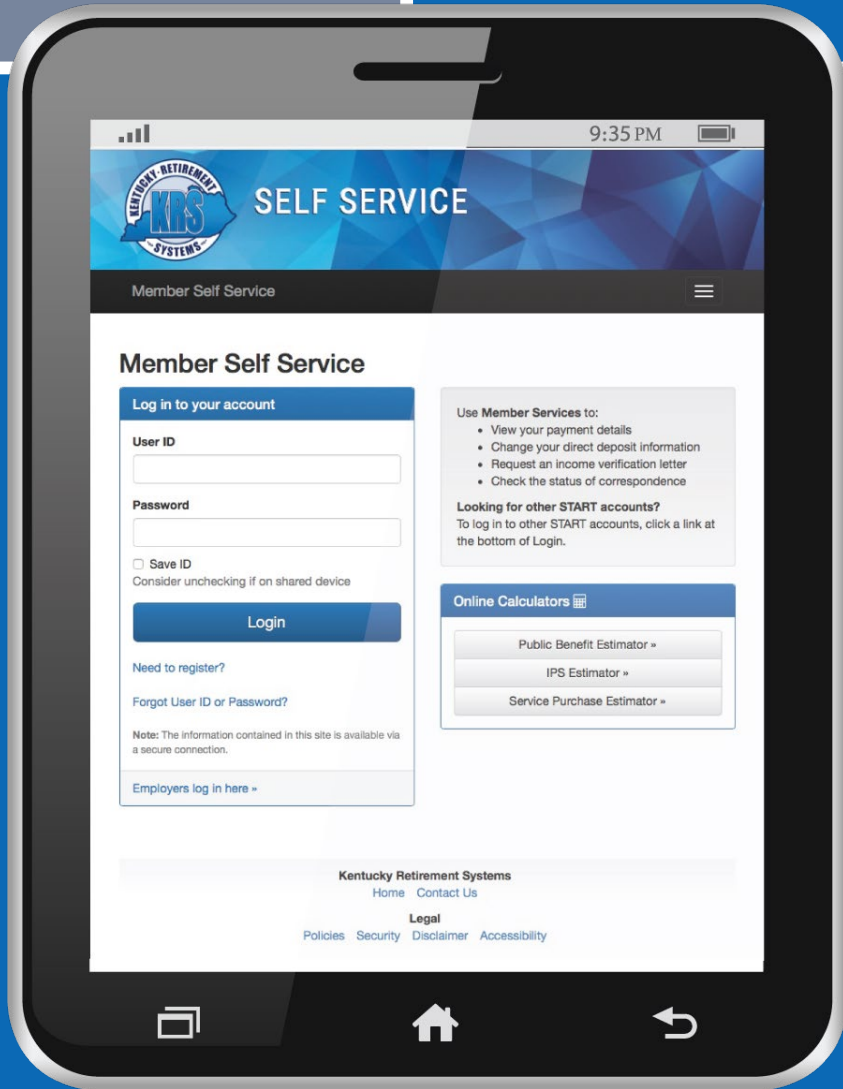 9:35 PM
KENTUCKY RETIREMENT
KRS
SYSTEMS
SELF SERVICE
Member Self Service
Member Self Service
Log in to your account
User ID
Password
Save ID
Consider unchecking if on shared device
Login
Need to register?
Forgot User ID or Password?
Note: The information contained in this site is available via
a secure connection.
Employers log in here »
Use Member Services to:
• View your payment details
• Change your direct deposit information
• Request an income verification letter
• Check the status of correspondence
Looking for other START accounts?
To log in to other START accounts, click a link at
the bottom of Login.
Online Calculators
Public Benefit Estimator »
IPS Estimator »
Service Purchase Estimator »
Kentucky Retirement Systems
Home Contact Us
Legal
Policies Security Disclaimer Accessibility